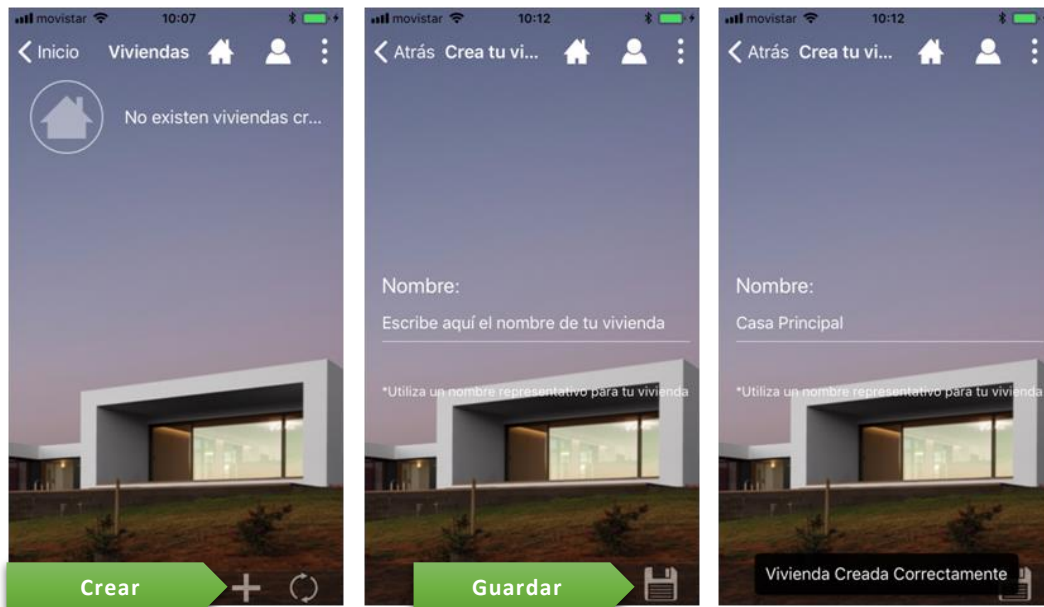 movistar 10:07
Inicio Viviendas
No existen viviendas cr...
Crear
movistar 10:12
Atrás Crea tu vi...
Nombre:
Escribe aquí el nombre de tu vivienda
*Utiliza un nombre representativo para tu vivienda
Guardar
movistar 10:12
Atrás Crea tu vi...
Nombre:
Casa Principal
*Utiliza un nombre representativo para tu vivienda
Vivienda Creada Correctamente